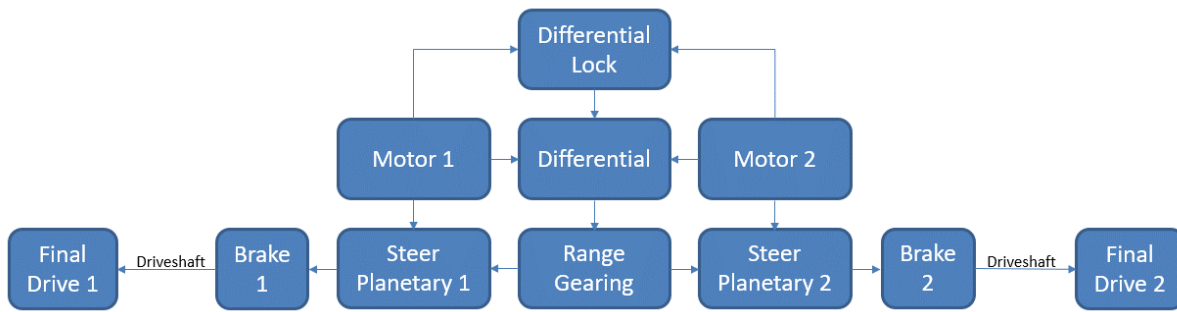 Differential
Lock
Motor 1
Differential
Motor 2
Final
Drive 1
Driveshaft
Brake
1
Steer
Planetary 1
Range
Gearing
Steer
Planetary 2
Brake
2
Driveshaft
Final
Drive 2